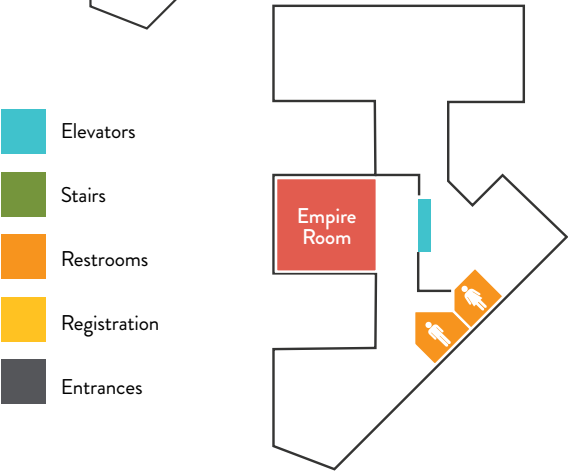 Elevators
Stairs
Restrooms
Registration
Entrances
Empire
Room